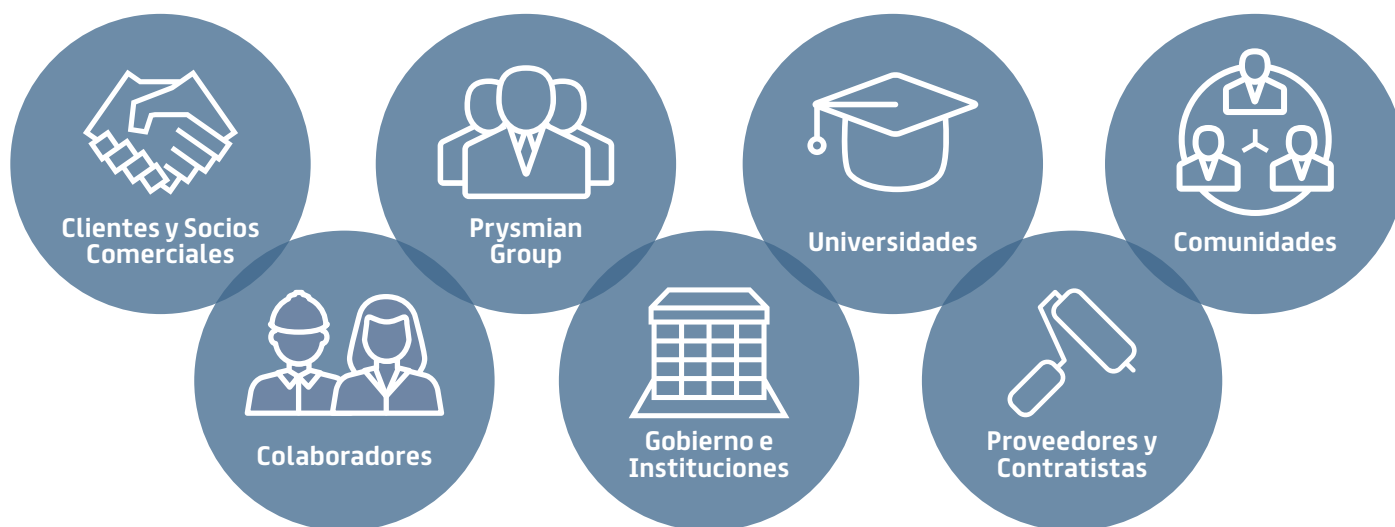 Clientes y Socios
Comerciales
Prysmian
Group
Universidades
Comunidades
Colaboradores
Gobierno e
Instituciones
Proveedores y
Contratistas